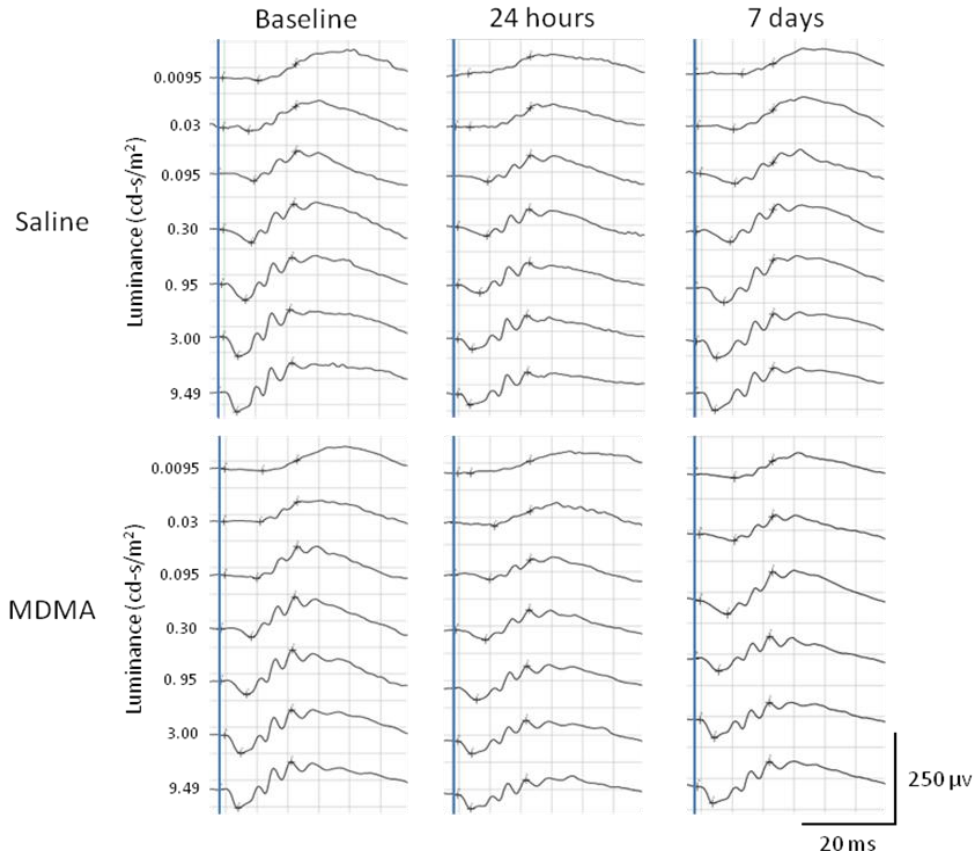 Baseline 24 hours 7 days
Saline
Luminance (cd-s/m²)
0.0095
0.03
0.095
0.30
0.95
3.00
9.49
MDMA
Luminance (cd-s/m²)
0.0095
0.03
0.095
0.30
0.95
3.00
9.49
250 µv
20 ms